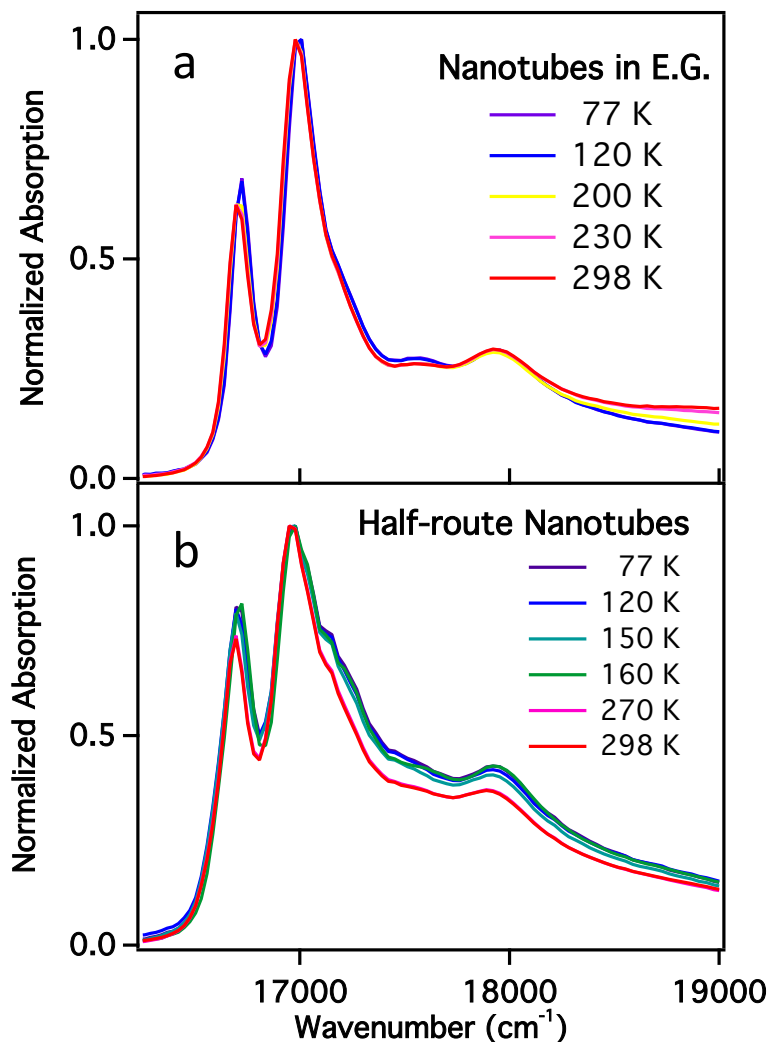 a
Nanotubes in E.G.
77 K
120 K
200 K
230 K
298 K
1.0
0.5
0.0
Normalized Absorption
b
Half-route Nanotubes
77 K
120 K
150 K
160 K
270 K
298 K
1.0
0.5
0.0
Normalized Absorption
17000 18000 19000
Wavenumber (cm⁻¹)